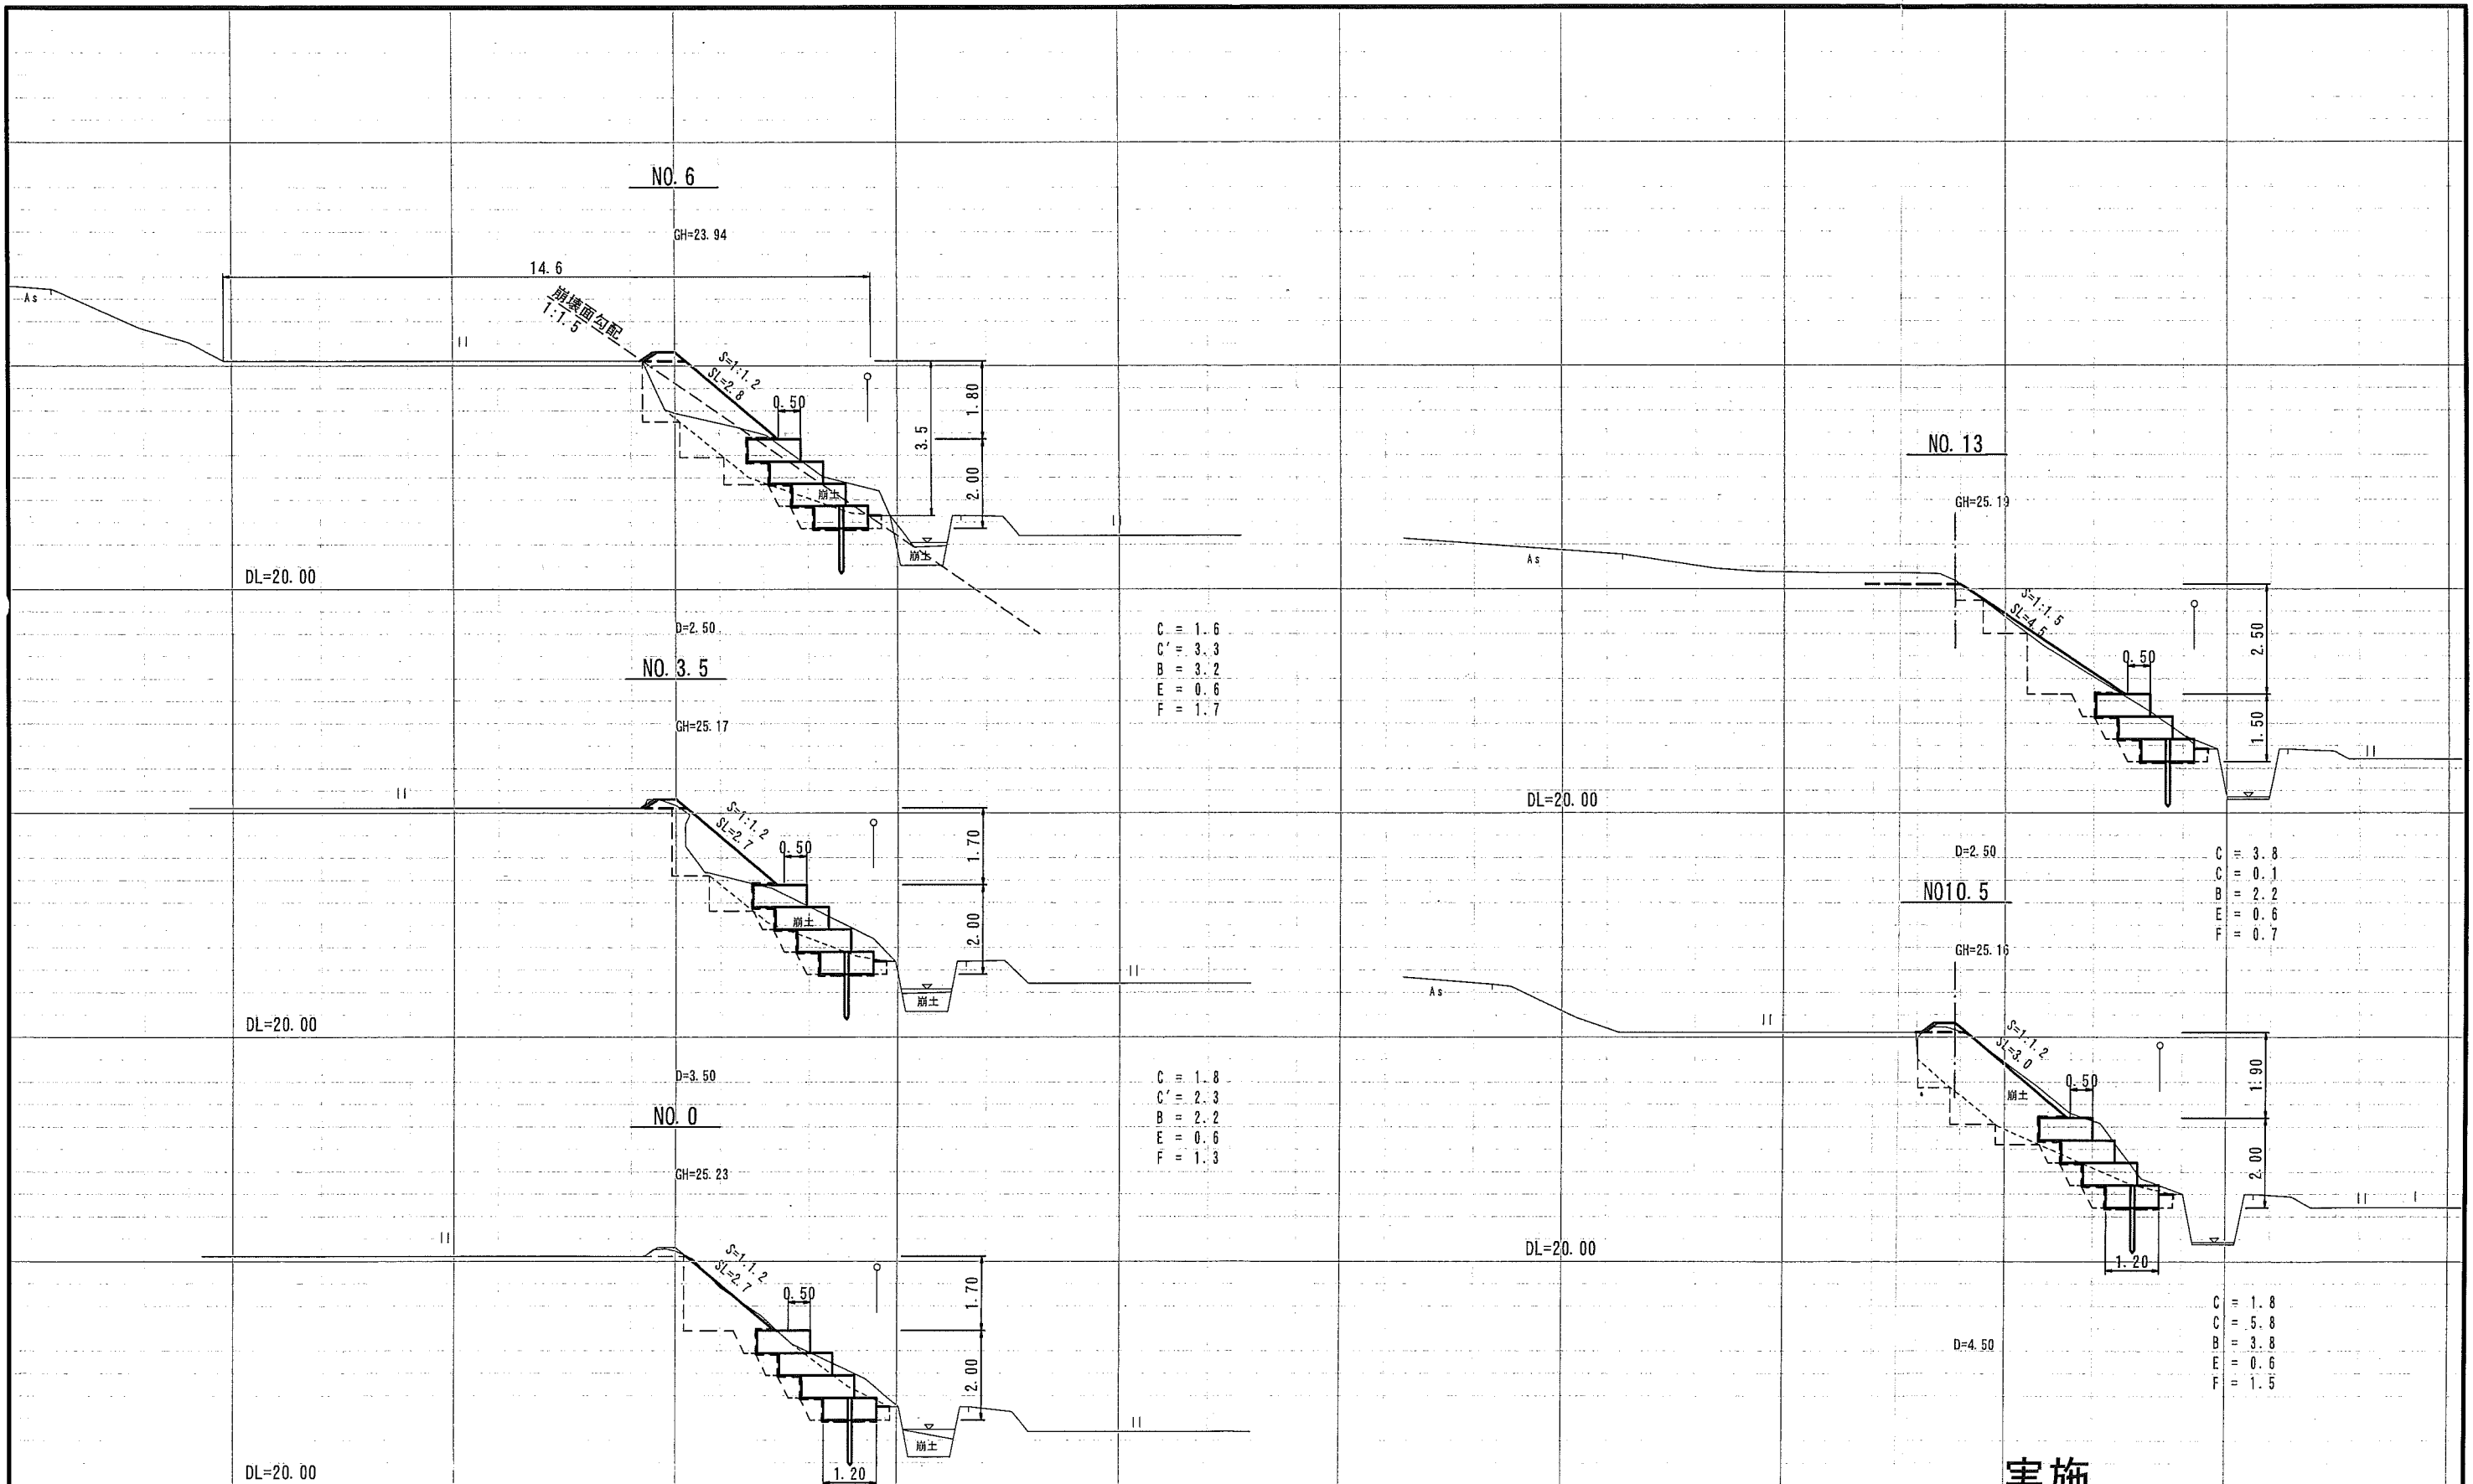 NO. 6
GH=23.94
14.6
As
崩壊面勾配
1:1.5
S=1:1.2
SL=2.8
0.50
1.80
3.5
2.00
崩土
崩土
DL=20.00
D=2.50
C = 1.6
C' = 3.3
B = 3.2
E = 0.6
F = 1.7
NO. 3.5
GH=25.17
S=1:1.2
SL=2.7
0.50
1.70
2.00
崩土
崩土
DL=20.00
D=3.50
C = 1.8
C' = 2.3
B = 2.2
E = 0.6
F = 1.3
NO. 0
GH=25.23
S=1:1.2
SL=2.7
0.50
1.70
2.00
崩土
1.20
DL=20.00
NO. 13
GH=25.19
As
S=1:1.5
SL=4.5
0.50
2.50
1.50
DL=20.00
D=2.50
C = 3.8
C = 0.1
B = 2.2
E = 0.6
F = 0.7
NO10.5
GH=25.16
As
S=1:1.2
SL=3.0
0.50
崩土
1.90
2.00
1.20
DL=20.00
D=4.50
C = 1.8
C = 5.8
B = 3.8
E = 0.6
F = 1.5
実施